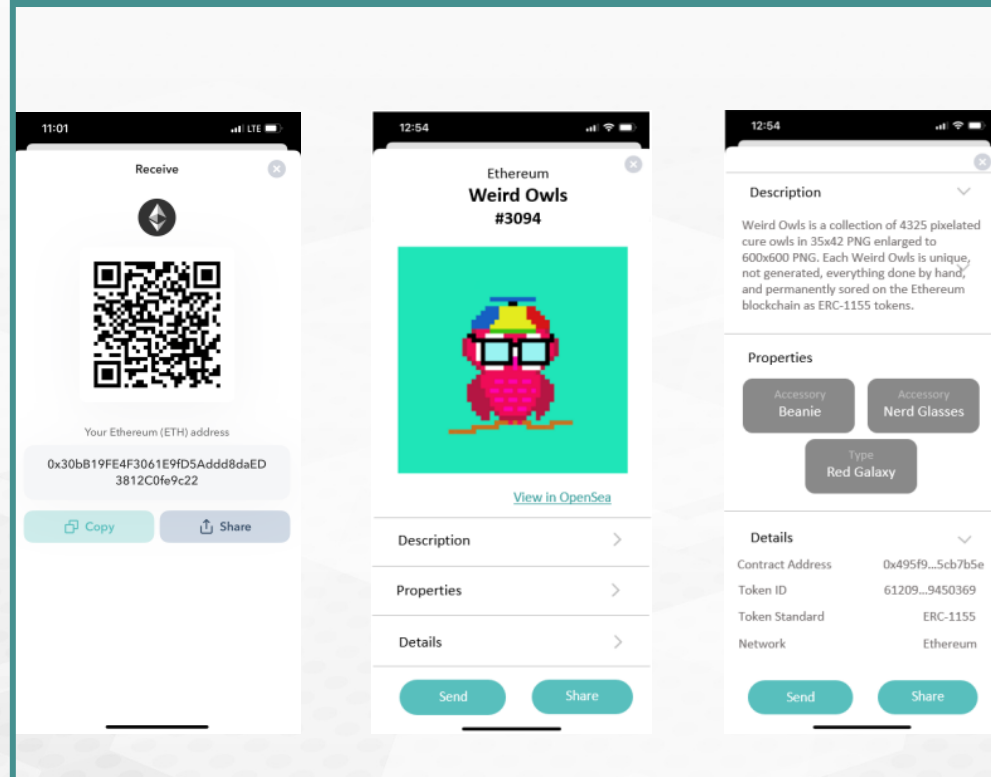 11:01
LTE
Receive
Your Ethereum (ETH) address
0x30bB19FE4F3061E9fD5Addd8daED
3812C0fe9c22
Copy
Share
12:54
Ethereum
Weird Owls
#3094
View in OpenSea
Description
Properties
Details
Send
Share
12:54
Description
Weird Owls is a collection of 4325 pixelated
cure owls in 35x42 PNG enlarged to
600x600 PNG. Each Weird Owls is unique,
not generated, everything done by hand,
and permanently sored on the Ethereum
blockchain as ERC-1155 tokens.
Properties
Accessory
Beanie
Accessory
Nerd Glasses
Type
Red Galaxy
Details
Contract Address 0x495f9...5cb7b5e
Token ID 61209...9450369
Token Standard ERC-1155
Network Ethereum
Send
Share